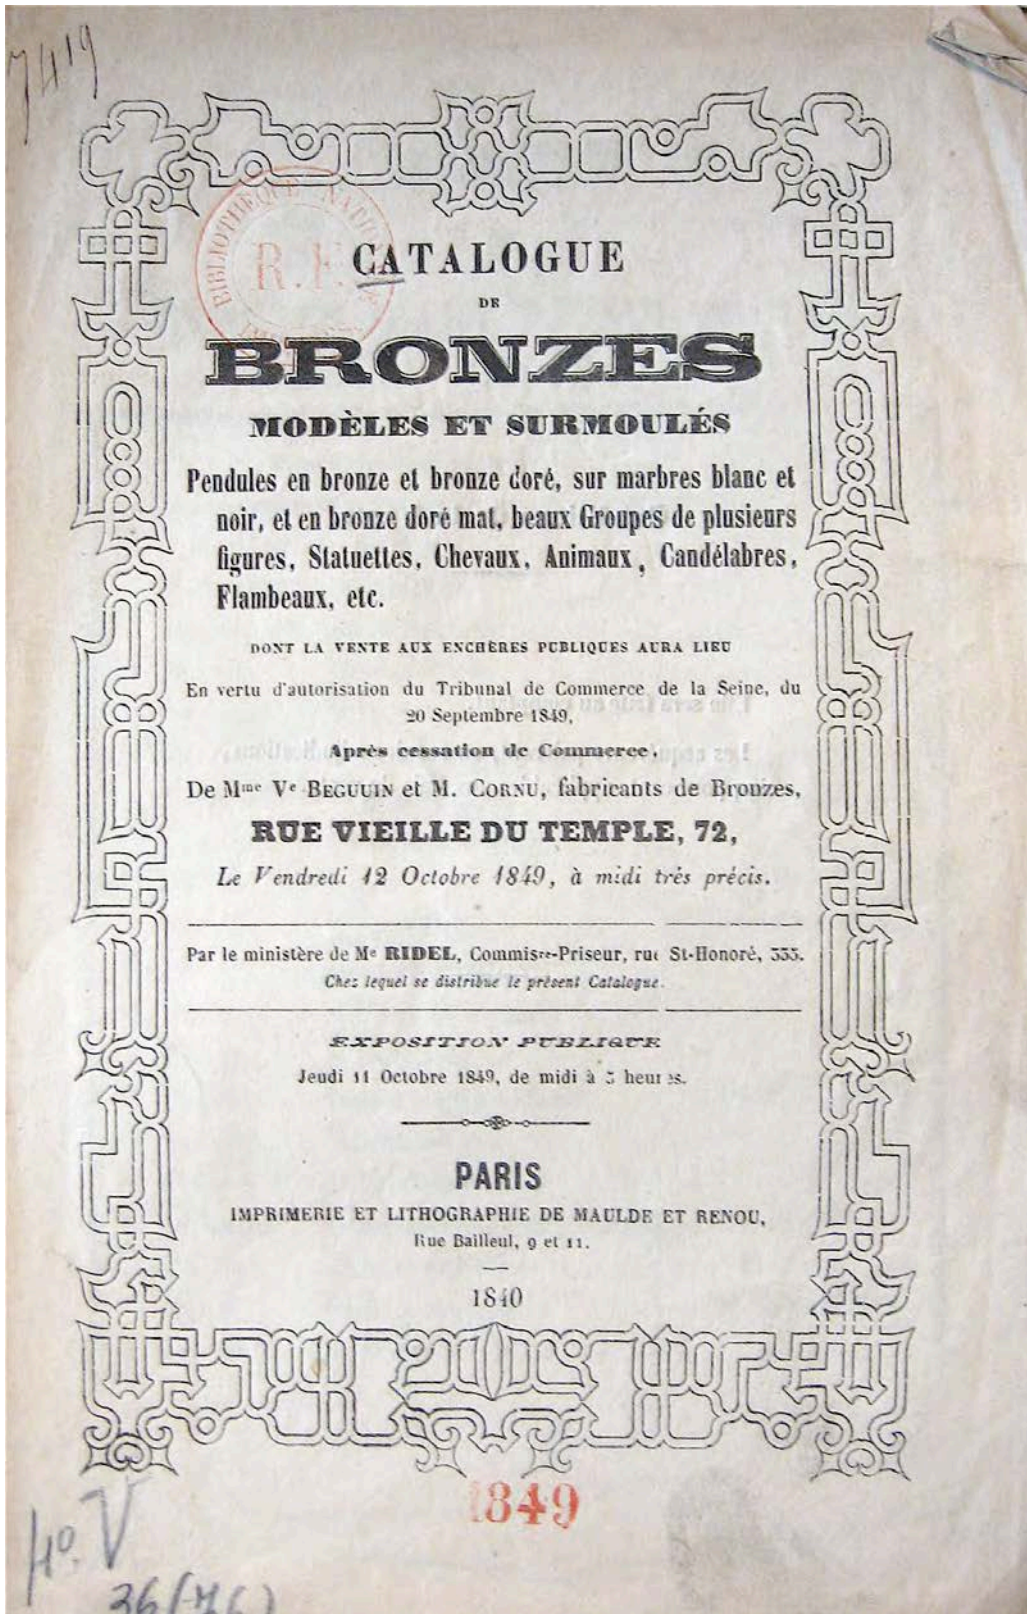 7419
BIBLIOTHÈQUE NATION
R.F.
CATALOGUE
DE
BRONZES
MODÈLES ET SURMOULÉS
Pendules en bronze et bronze doré, sur marbres blanc et
noir, et en bronze doré mat, beaux Groupes de plusieurs
figures, Statuettes, Chevaux, Animaux, Candélabres,
Flambeaux, etc.
DONT LA VENTE AUX ENCHÈRES PUBLIQUES AURA LIEU
En vertu d'autorisation du Tribunal de Commerce de la Seine, du
20 Septembre 1849,
Après cessation de Commerce,
De Mme Ve BEGUUIN et M. CORNU, fabricants de Bronzes,
RUE VIEILLE DU TEMPLE, 72,
Le Vendredi 12 Octobre 1849, à midi très précis.
Par le ministère de Me RIDEL, Commisre-Priseur, rue St-Honoré, 335.
Chez lequel se distribue le présent Catalogue.
EXPOSITION PUBLIQUE
Jeudi 11 Octobre 1849, de midi à 5 heures.
PARIS
IMPRIMERIE ET LITHOGRAPHIE DE MAULDE ET RENOU,
Rue Bailleul, 9 et 11.
1840
1849
4o. V
36 (76)